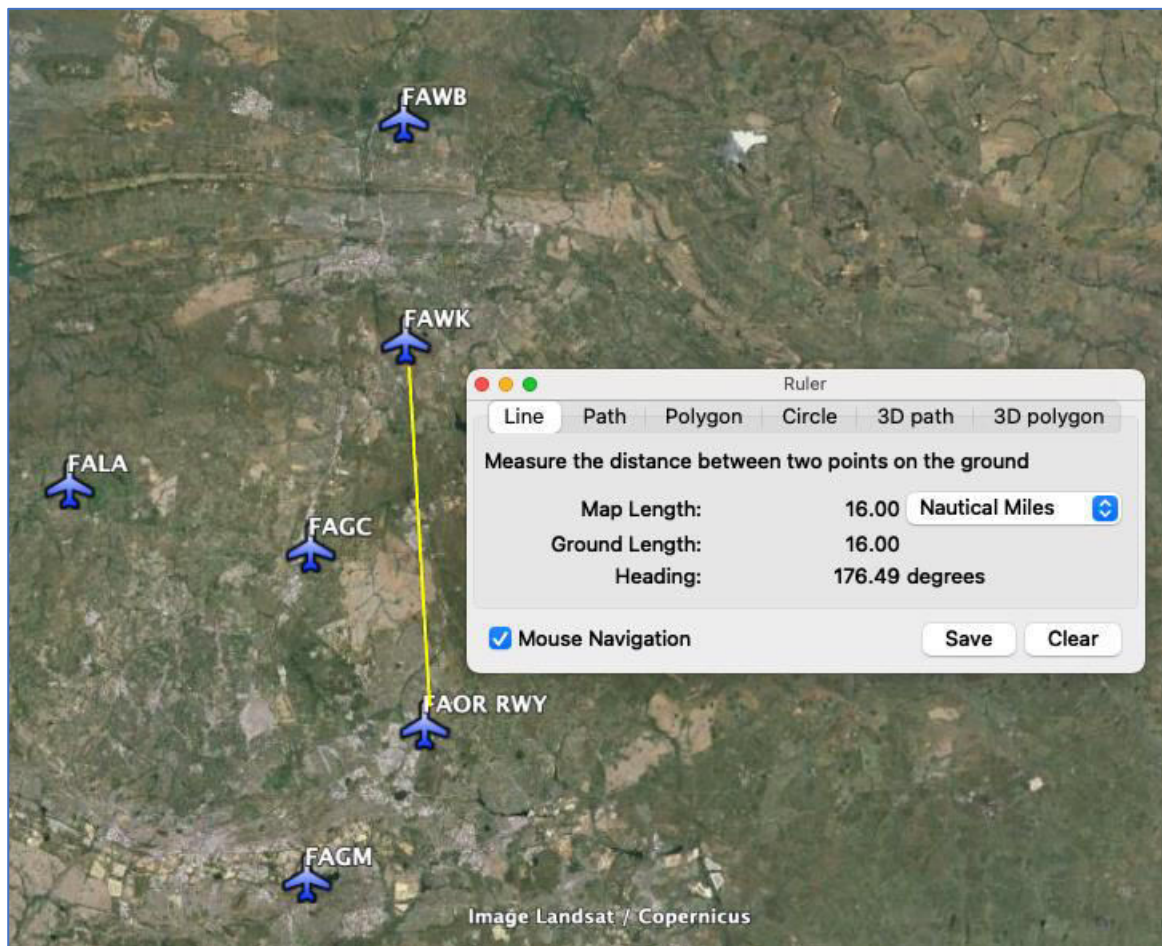 FAWB
FAWK
Ruler
Line Path Polygon Circle 3D path 3D polygon
Measure the distance between two points on the ground
FALA
Map Length: 16.00 Nautical Miles
FAGC
Ground Length: 16.00
Heading: 176.49 degrees
Mouse Navigation Save Clear
FAOR RWY
FAGM
Image Landsat / Copernicus